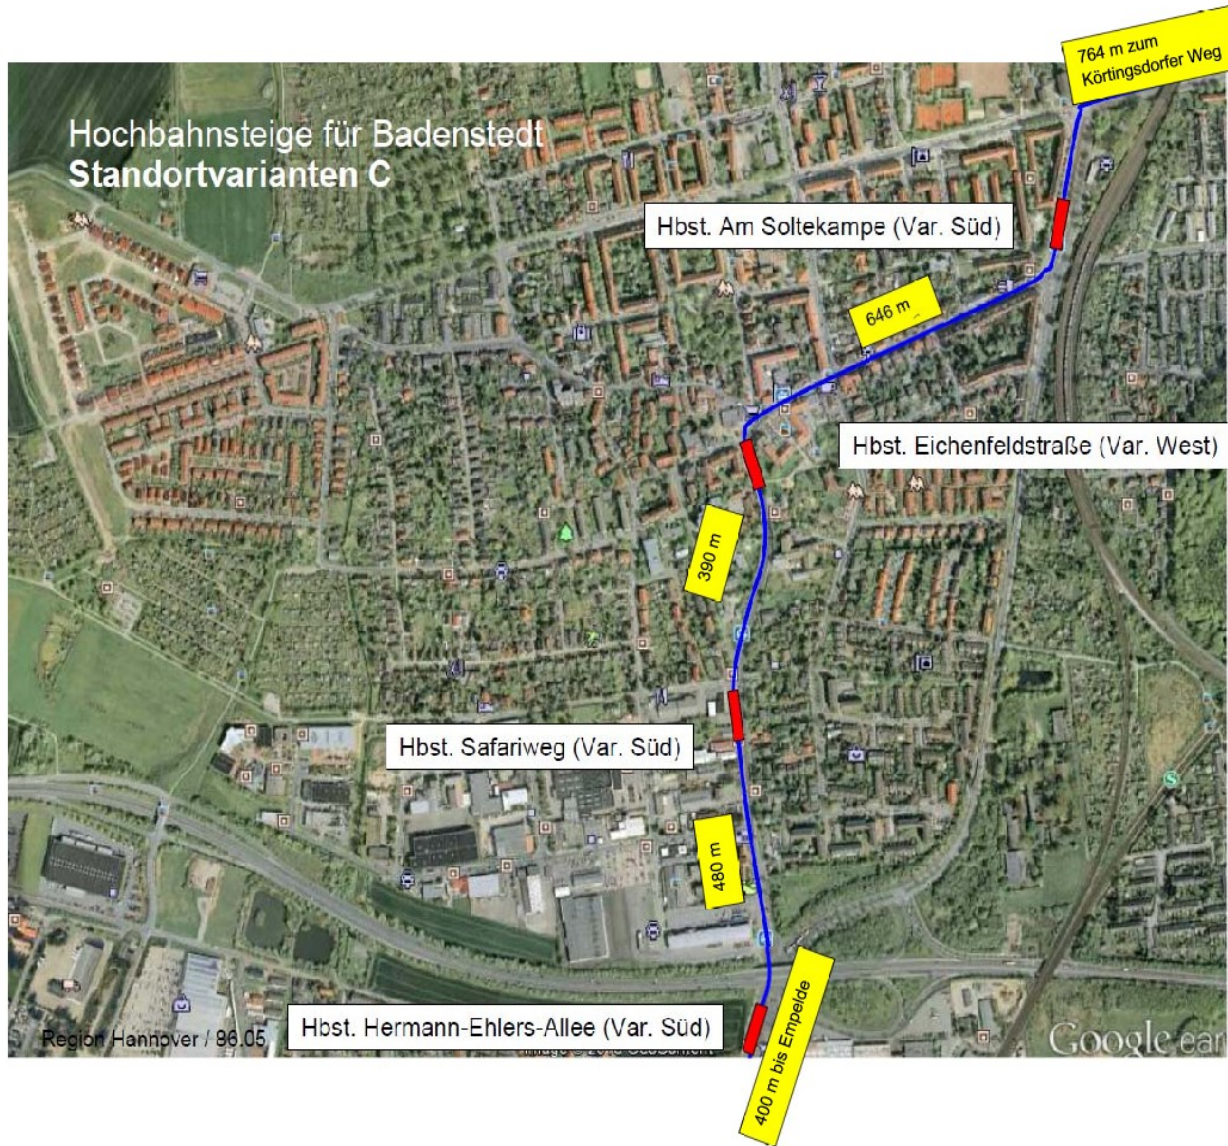 764 m zum
Körtingsdorfer Weg
Hochbahnsteige für Badenstedt
Standortvarianten C
Hbst. Am Soltekampe (Var. Süd)
646 m
Hbst. Eichenfeldstraße (Var. West)
390 m
Hbst. Safariweg (Var. Süd)
480 m
Hbst. Hermann-Ehlers-Allee (Var. Süd)
400 m bis Empelde
© Region Hannover / 86.05
Google ear